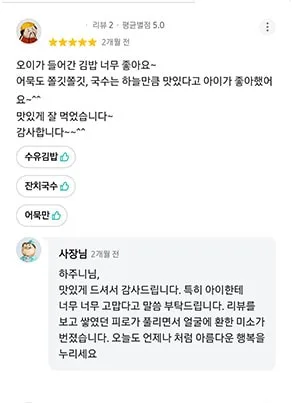 · 리뷰 2 · 평균별점 5.0
2개월 전
오이가 들어간 김밥 너무 좋아요~
어묵도 쫄깃쫄깃, 국수는 하늘만큼 맛있다고 아이가 좋아했어
요~^^
맛있게 잘 먹었습니다~
감사합니다~~^^
수유김밥
잔치국수
어묵만
사장님 2개월 전
하주니님,
맛있게 드셔서 감사드립니다. 특히 아이한테
너무 너무 고맙다고 말씀 부탁드립니다. 리뷰를
보고 쌓였던 피로가 풀리면서 얼굴에 환한 미소가
번졌습니다. 오늘도 언제나 처럼 아름다운 행복을
누리세요